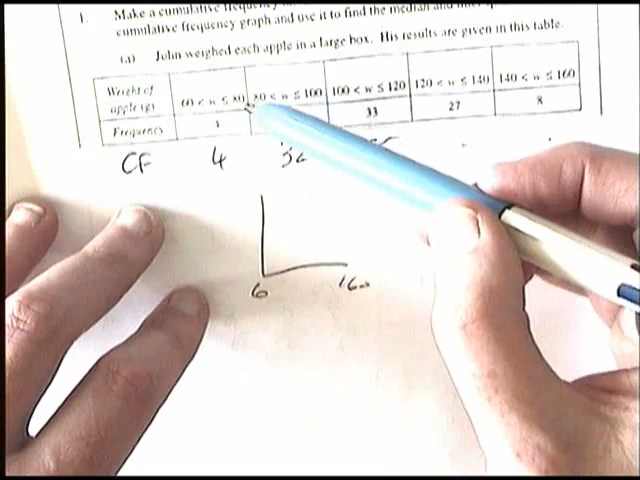 1. Make a cumulative
cumulative frequency graph and use it to find the median and
(a) John weighed each apple in a large box. His results are given in this table.
Weight of apple (g) 60 < w ≤ 80 80 < w ≤ 100 100 < w ≤ 120 120 < w ≤ 140 140 < w ≤ 160
Frequency 33 27 8
CF 4
160